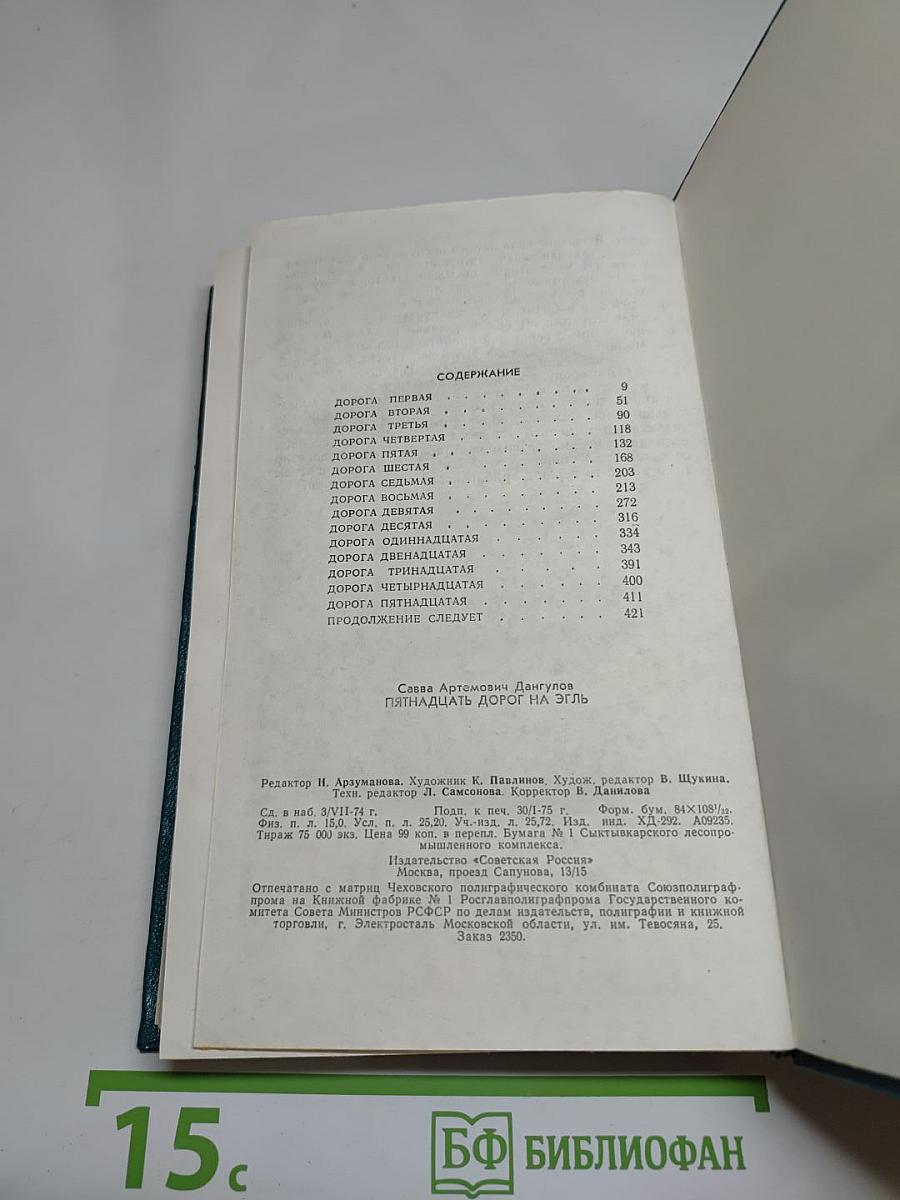 СОДЕРЖАНИЕ
ДОРОГА ПЕРВАЯ . . . . . . . . 9
ДОРОГА ВТОРАЯ . . . . . . . . 51
ДОРОГА ТРЕТЬЯ . . . . . . . . 90
ДОРОГА ЧЕТВЕРТАЯ . . . . . . . . 118
ДОРОГА ПЯТАЯ . . . . . . . . 132
ДОРОГА ШЕСТАЯ . . . . . . . . 168
ДОРОГА СЕДЬМАЯ . . . . . . . . 203
ДОРОГА ВОСЬМАЯ . . . . . . . . 213
ДОРОГА ДЕВЯТАЯ . . . . . . . . 272
ДОРОГА ДЕСЯТАЯ . . . . . . . . 316
ДОРОГА ОДИННАДЦАТАЯ . . . . . . 334
ДОРОГА ДВЕНАДЦАТАЯ . . . . . . . 343
ДОРОГА ТРИНАДЦАТАЯ . . . . . . 391
ДОРОГА ЧЕТЫРНАДЦАТАЯ . . . . . . 400
ДОРОГА ПЯТНАДЦАТАЯ . . . . . . . 411
ПРОДОЛЖЕНИЕ СЛЕДУЕТ . . . . . . 421
Савва Артемович Дангулов
ПЯТНАДЦАТЬ ДОРОГ НА ЭГЛЬ
Редактор Н. Арзуманова. Художник К. Павлинов. Худож. редактор В. Щукина.
Техн. редактор Л. Самсонова. Корректор В. Данилова
Сд. в наб. 3/VII-74 г. Подп. к печ. 30/I-75 г. Форм. бум. 84×108¹/₃₂.
Физ. п. л. 15,0. Усл. п. л. 25,20. Уч.-изд. л. 25,72. Изд. инд. ХД-292. А09235.
Тираж 75 000 экз. Цена 99 коп. в перепл. Бумага № 1 Сыктывкарского лесопро-
мышленного комплекса.
Издательство «Советская Россия»
Москва, проезд Сапунова, 13/15
Отпечатано с матриц Чеховского полиграфического комбината Союзполиграф-
прома на Книжной фабрике № 1 Росглавполиграфпрома Государственного ко-
митета Совета Министров РСФСР по делам издательств, полиграфии и книжной
торговли, г. Электросталь Московской области, ул. им. Тевосяна, 25.
Заказ 2350.
15 с
БФ БИБЛИОФАН